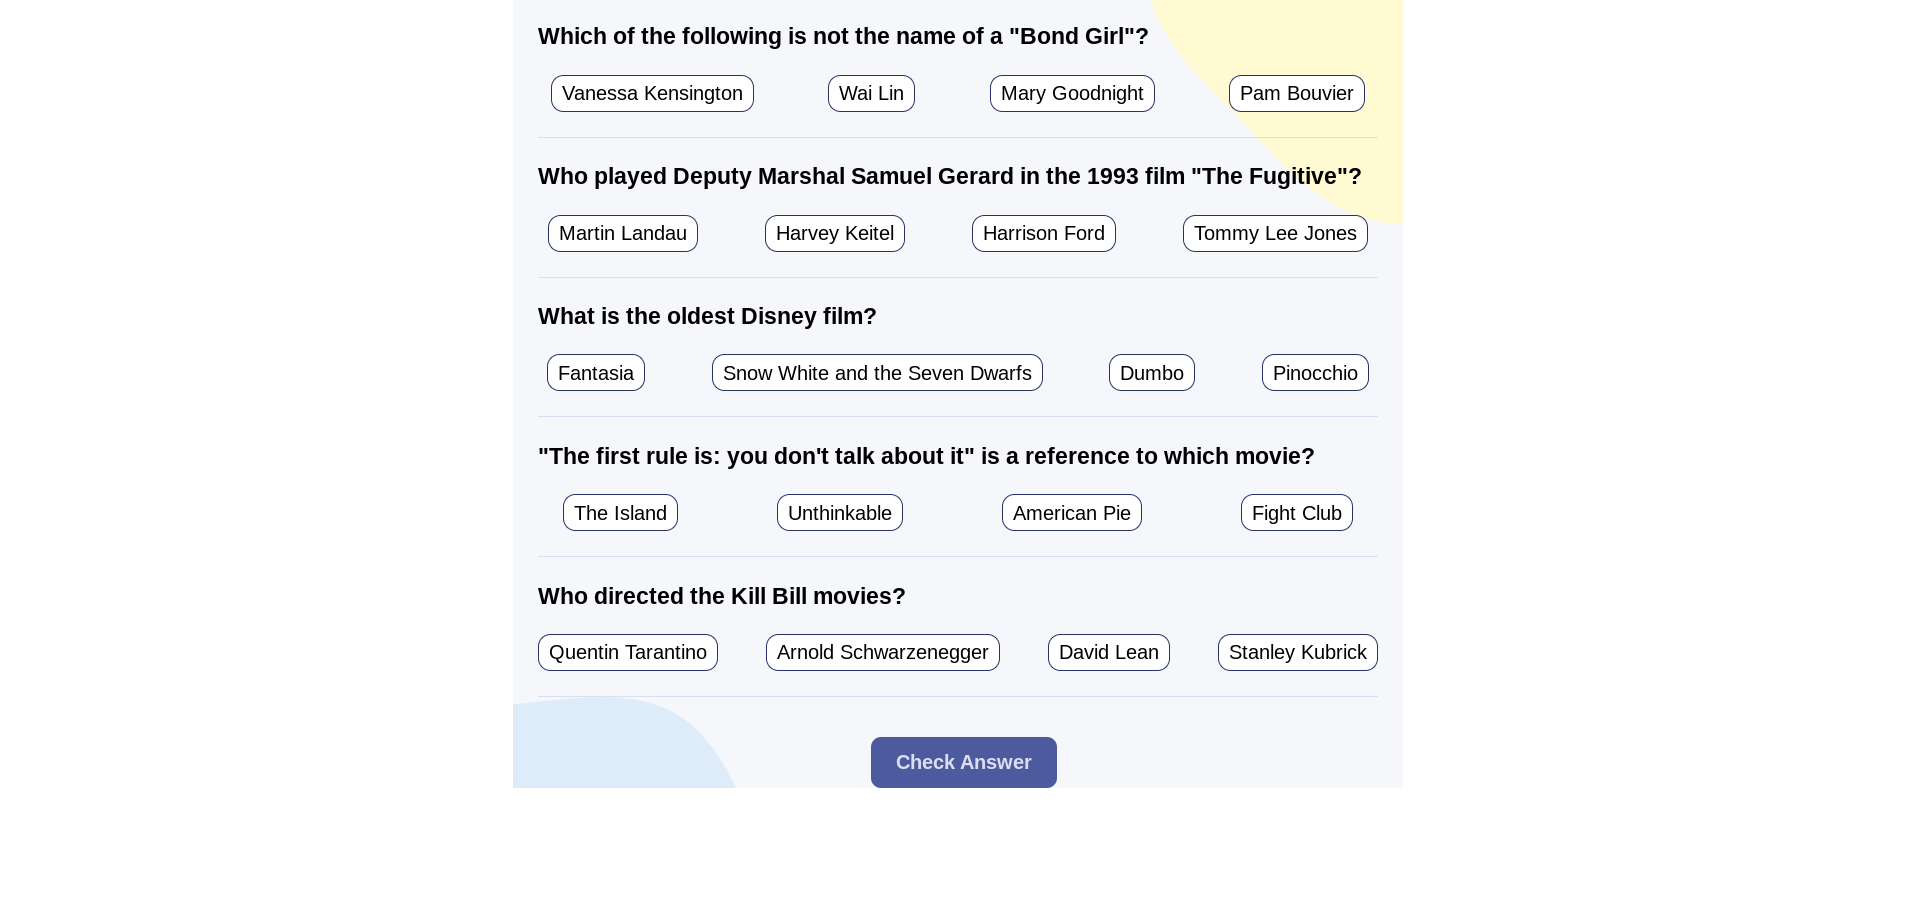 Which of the following is not the name of a "Bond Girl"?
Vanessa Kensington Wai Lin Mary Goodnight Pam Bouvier
Who played Deputy Marshal Samuel Gerard in the 1993 film "The Fugitive"?
Martin Landau Harvey Keitel Harrison Ford Tommy Lee Jones
What is the oldest Disney film?
Fantasia Snow White and the Seven Dwarfs Dumbo Pinocchio
"The first rule is: you don't talk about it" is a reference to which movie?
The Island Unthinkable American Pie Fight Club
Who directed the Kill Bill movies?
Quentin Tarantino Arnold Schwarzenegger David Lean Stanley Kubrick
Check Answer